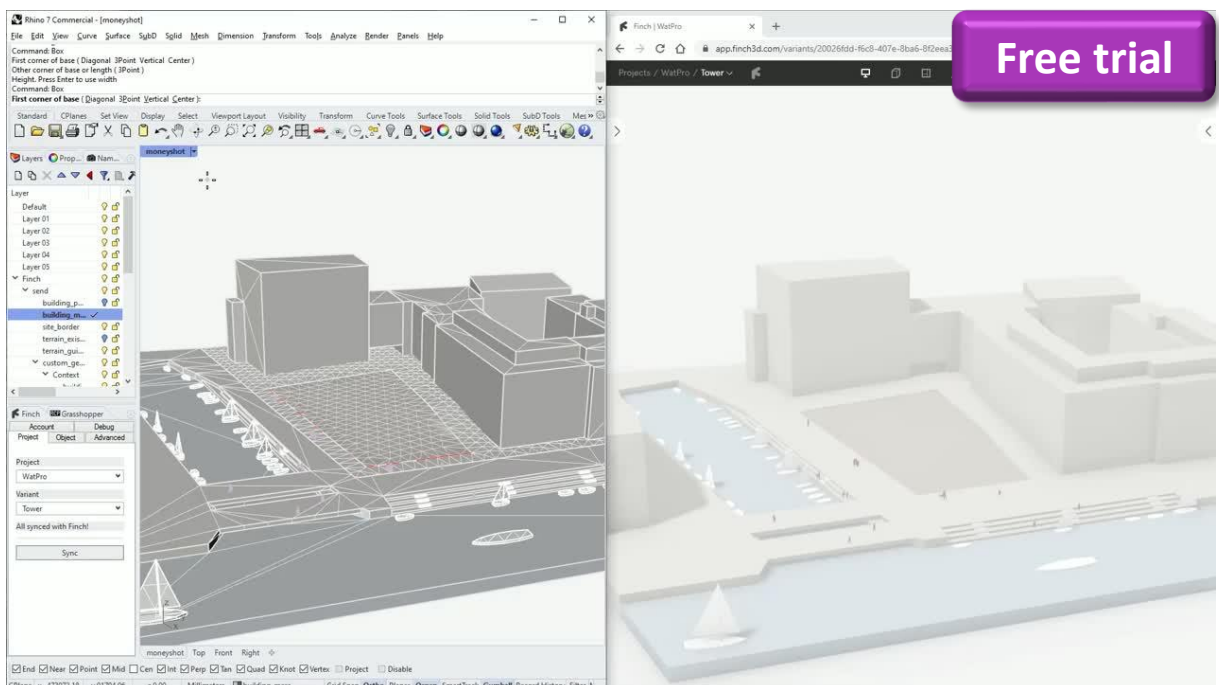 Rhino 7 Commercial - [moneyshot]
File Edit View Curve Surface SubD Solid Mesh Dimension Transform Tools Analyze Render Panels Help
Command: Box
First corner of base ( Diagonal 3Point Vertical Center )
Other corner of base or length ( 3Point )
Height. Press Enter to use width
Command: Box
First corner of base ( Diagonal 3Point Vertical Center ):
Standard CPlanes Set View Display Select Viewport Layout Visibility Transform Curve Tools Surface Tools Solid Tools SubD Tools Mes »
Layers Prop... Nam...
Layer
Default
Layer 01
Layer 02
Layer 03
Layer 04
Layer 05
Finch
send
building_p...
building_m...
site_border
terrain_exis...
terrain_gui...
custom_ge...
Context
Finch Grasshopper
Account Debug
Project Object Advanced
Project
WatPro
Variant
Tower
All synced with Finch!
Sync
moneyshot
moneyshot Top Front Right
End Near Point Mid Cen Int Perp Tan Quad Knot Vertex Project Disable
Finch | WatPro
app.finch3d.com/variants/20026fdd-f6c8-407e-8ba6-8f2eea3
Projects / WatPro / Tower
Free trial